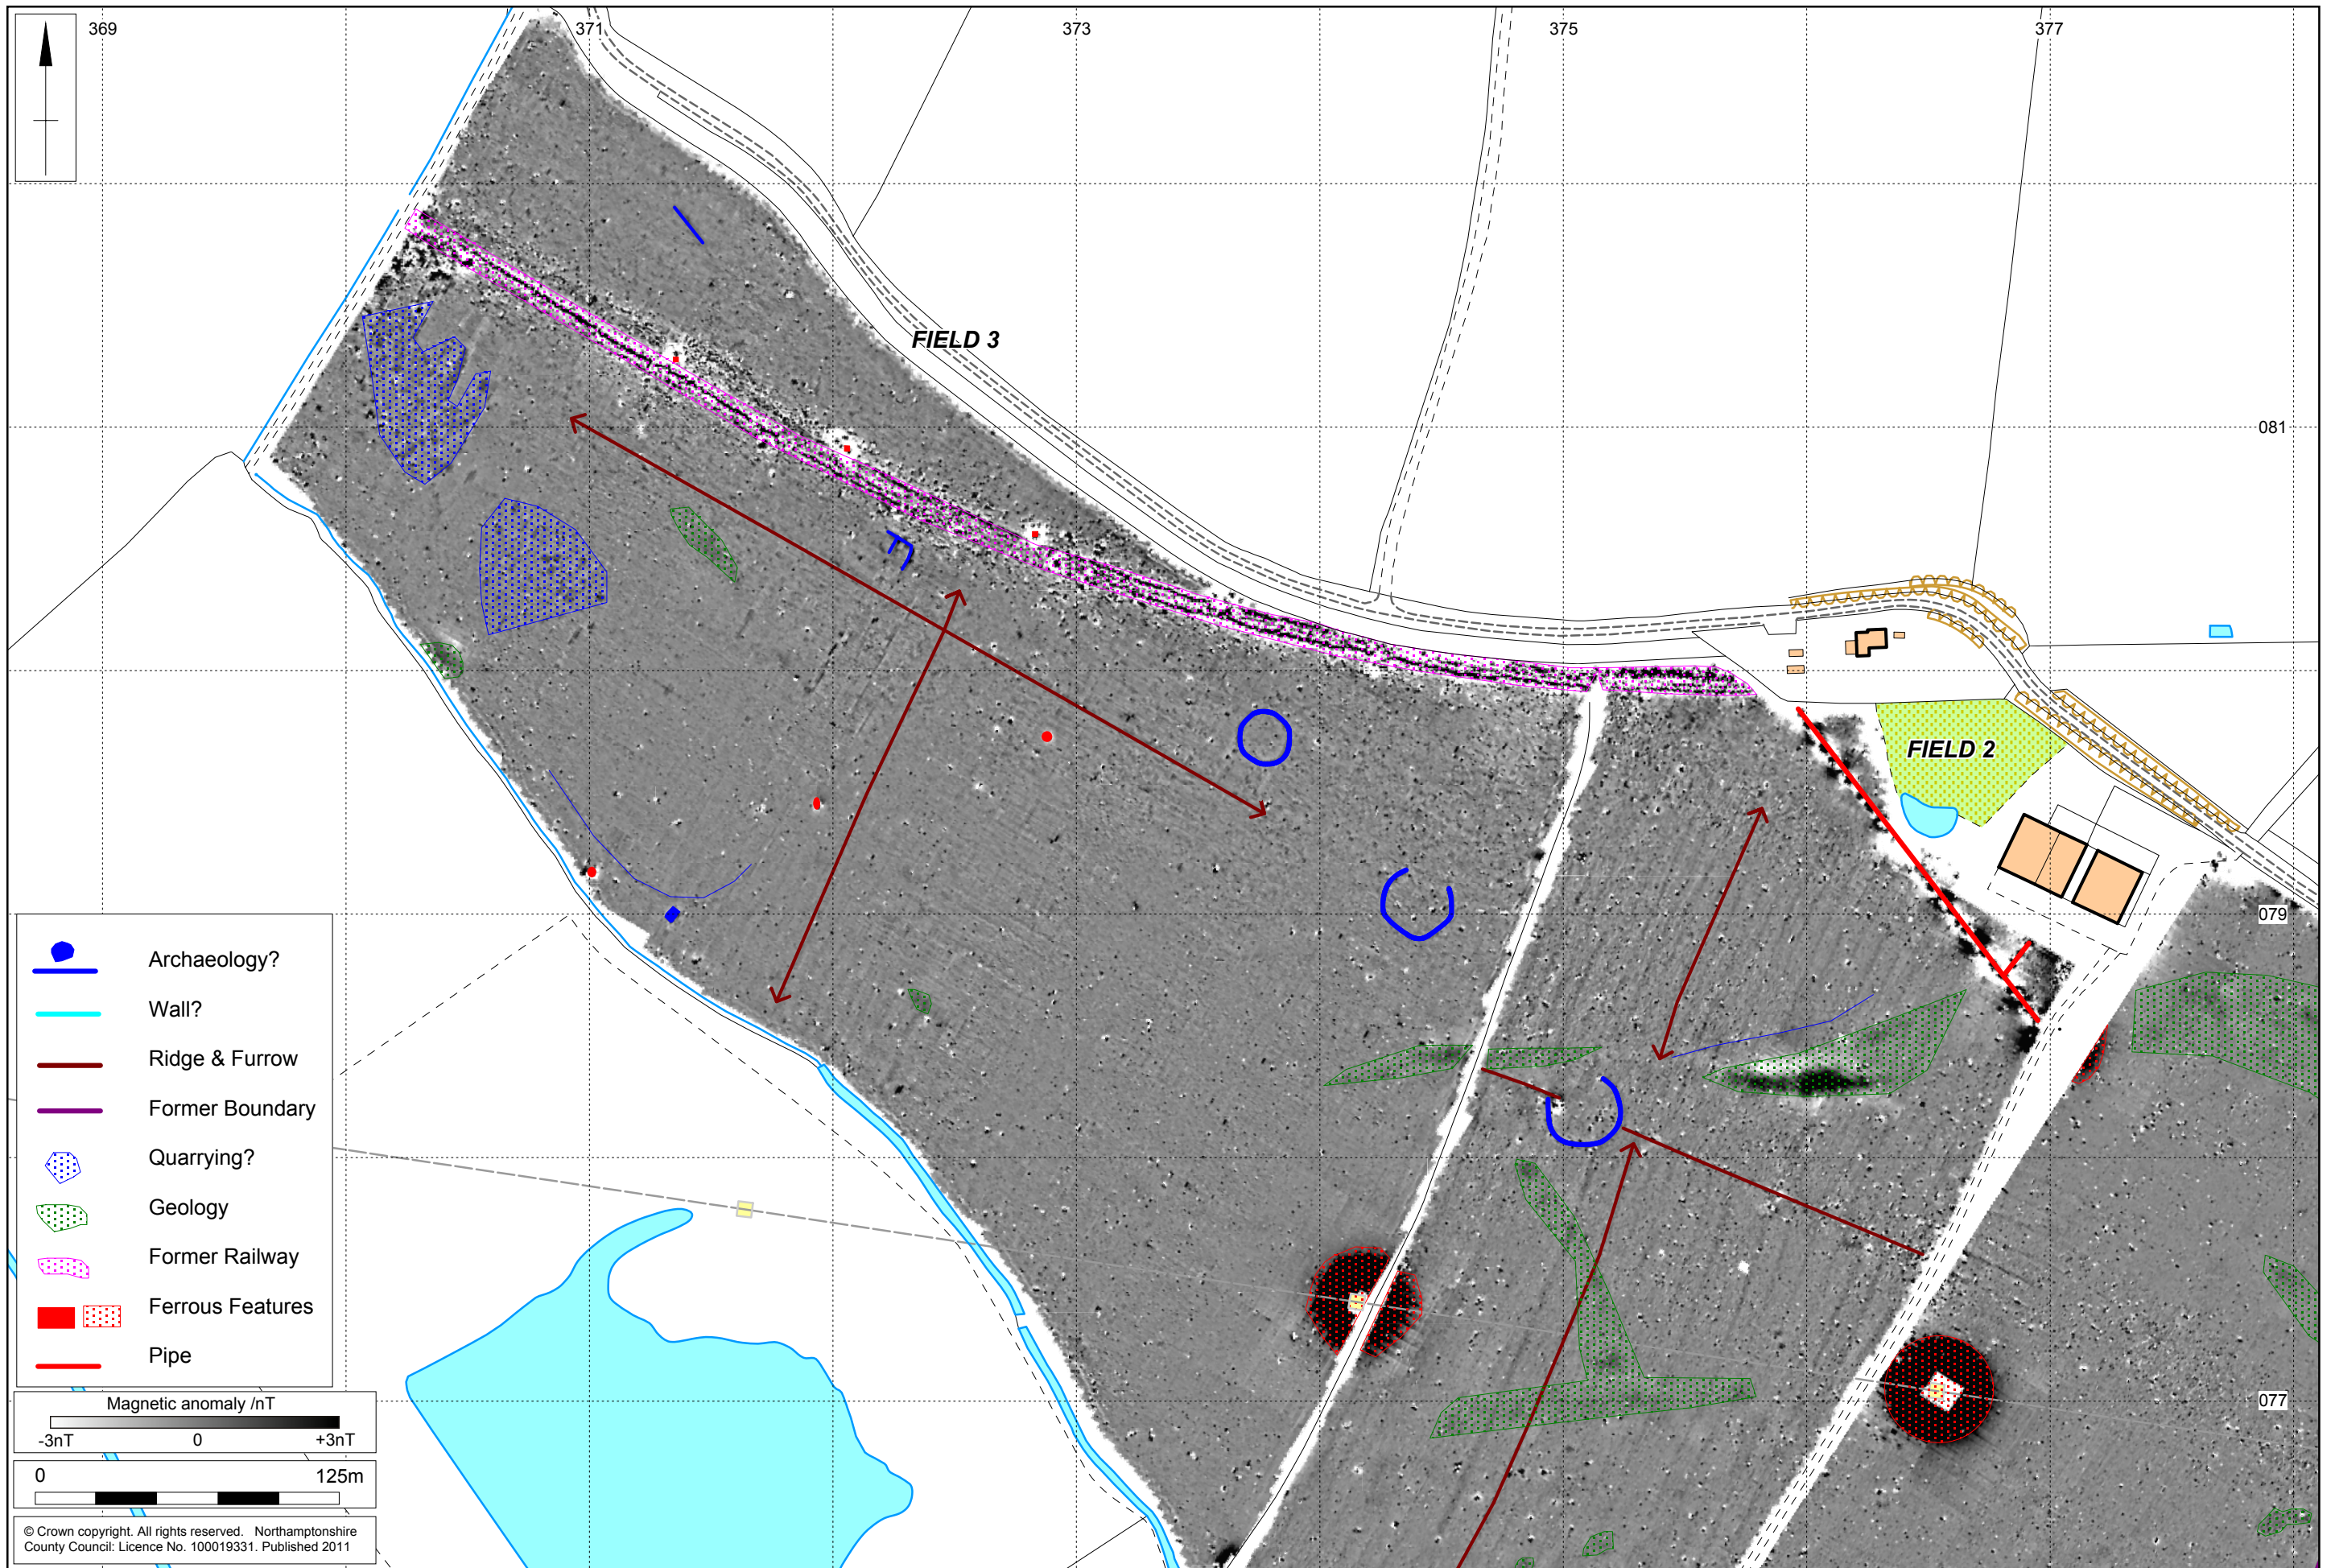 369
371
373
375
377
FIELD 3
081
FIELD 2
079
Archaeology?
Wall?
Ridge & Furrow
Former Boundary
Quarrying?
Geology
Former Railway
Ferrous Features
Pipe
Magnetic anomaly /nT
-3nT 0 +3nT
077
0 125m
© Crown copyright. All rights reserved. Northamptonshire
County Council: Licence No. 100019331. Published 2011